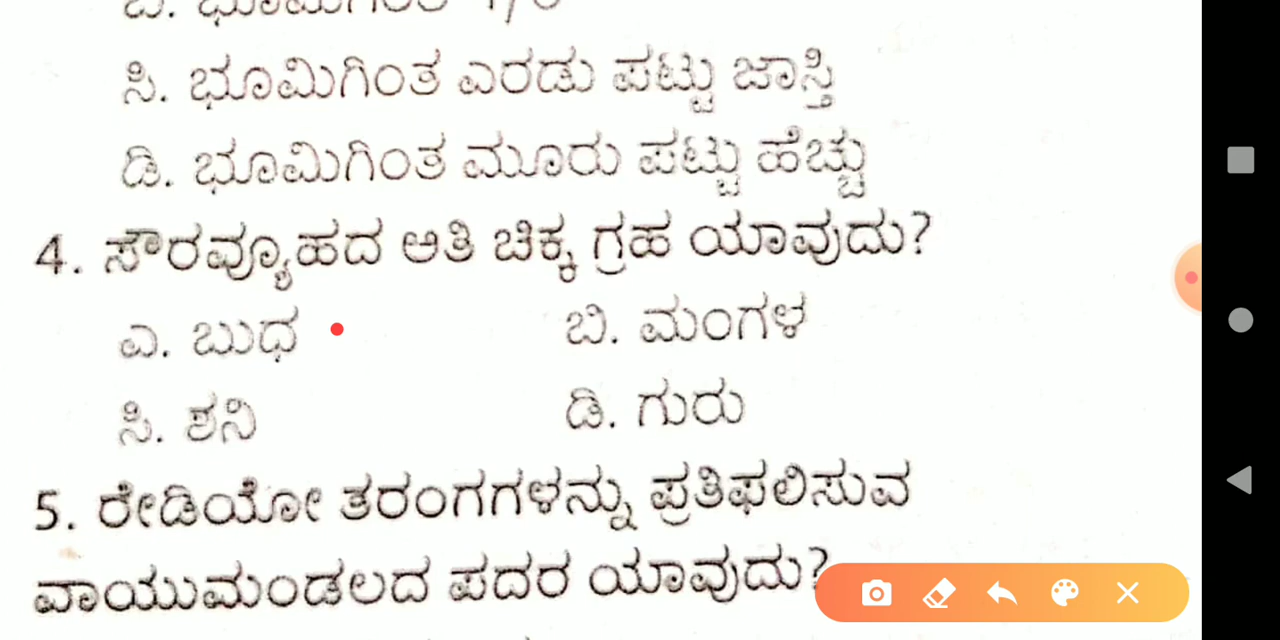 ಸಿ. ಭೂಮಿಗಿಂತ ಎರಡು ಪಟ್ಟು ಜಾಸ್ತಿ
ಡಿ. ಭೂಮಿಗಿಂತ ಮೂರು ಪಟ್ಟು ಹೆಚ್ಚು
4. ಸೌರವ್ಯೂಹದ ಅತಿ ಚಿಕ್ಕ ಗ್ರಹ ಯಾವುದು?
ಎ. ಬುಧ ಬಿ. ಮಂಗಳ
ಸಿ. ಶನಿ ಡಿ. ಗುರು
5. ರೇಡಿಯೋ ತರಂಗಗಳನ್ನು ಪ್ರತಿಫಲಿಸುವ
ವಾಯುಮಂಡಲದ ಪದರ ಯಾವುದು?